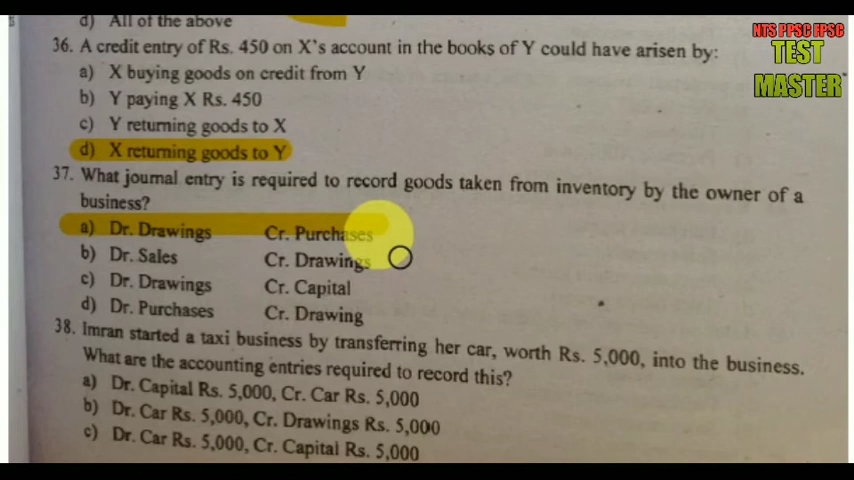 d) All of the above
36. A credit entry of Rs. 450 on X's account in the books of Y could have arisen by:
a) X buying goods on credit from Y
b) Y paying X Rs. 450
c) Y returning goods to X
d) X returning goods to Y
37. What journal entry is required to record goods taken from inventory by the owner of a
business?
a) Dr. Drawings Cr. Purchases
b) Dr. Sales Cr. Drawings
c) Dr. Drawings Cr. Capital
d) Dr. Purchases Cr. Drawing
38. Imran started a taxi business by transferring her car, worth Rs. 5,000, into the business.
What are the accounting entries required to record this?
a) Dr. Capital Rs. 5,000, Cr. Car Rs. 5,000
b) Dr. Car Rs. 5,000, Cr. Drawings Rs. 5,000
c) Dr. Car Rs. 5,000, Cr. Capital Rs. 5,000
NTS PPSC FPSC
TEST
MASTER